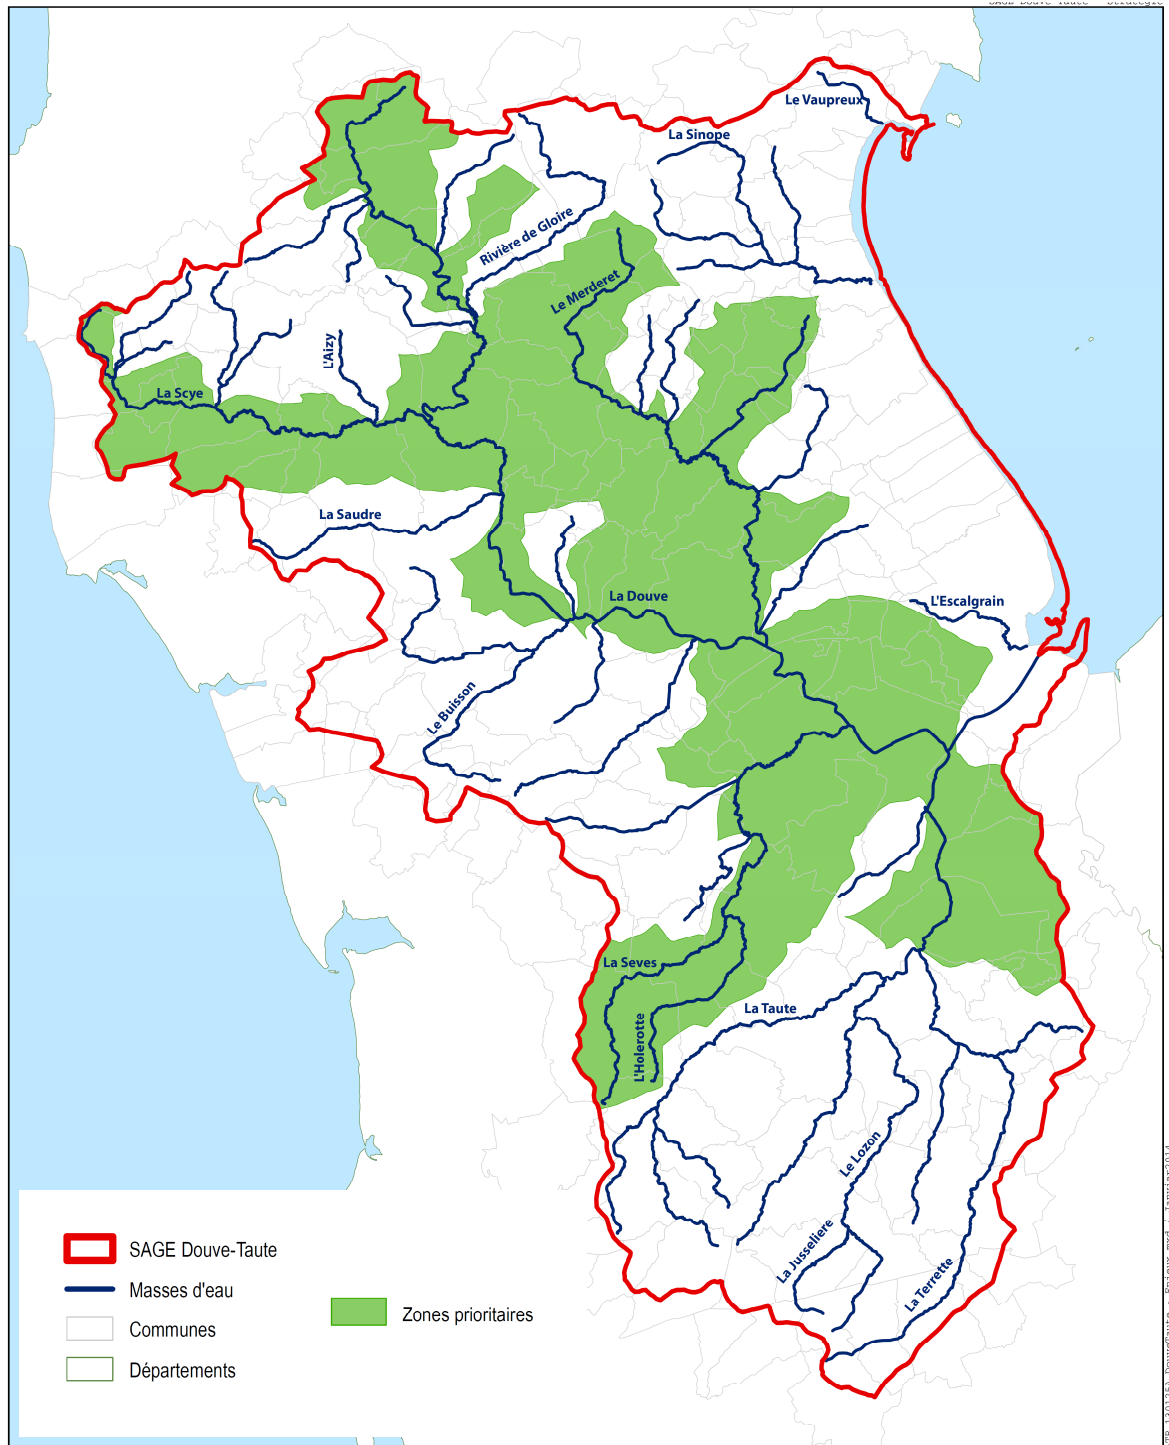 Le Vaupreux
La Sinope
Rivière de Gloire
Le Merderet
L'Aizy
La Scye
La Saudre
La Douve
L'Escalgrain
Le Buisson
La Seves
La Taute
L'Holerotte
Le Lozon
La Jusseliere
La Terrette
SAGE Douve-Taute
Masses d'eau
Communes
Départements
Zones prioritaires